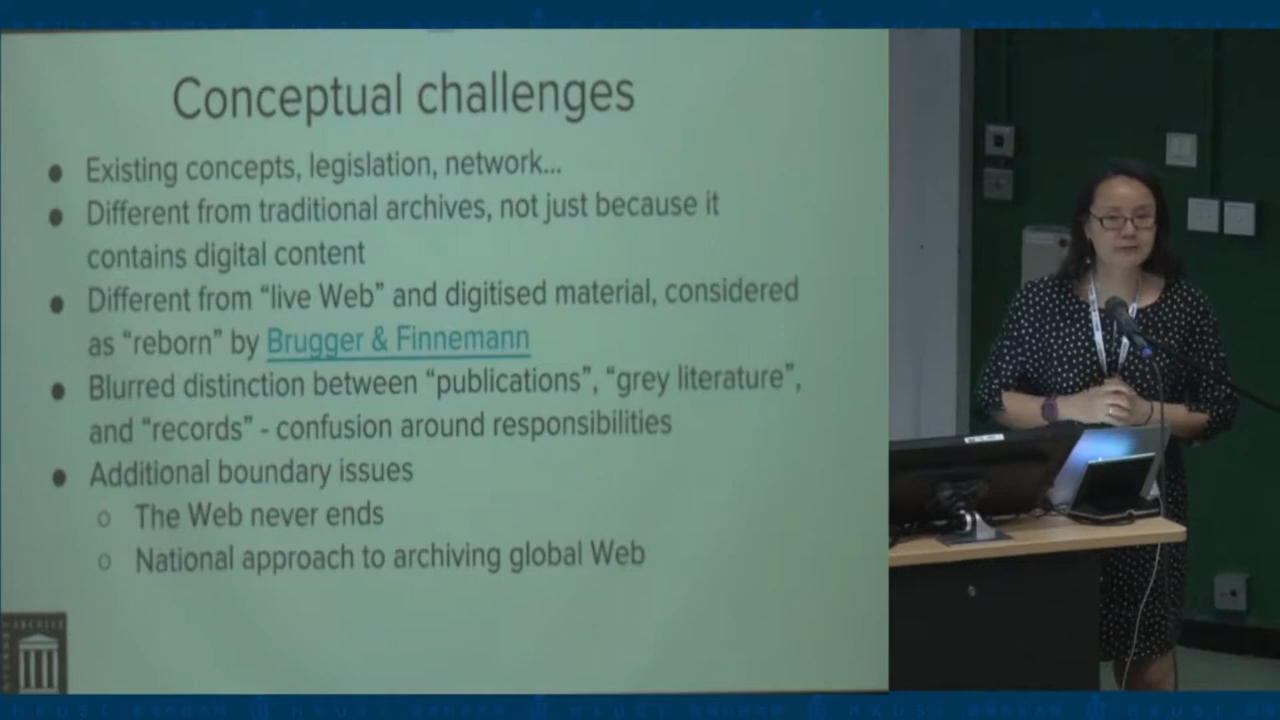 Conceptual challenges
● Existing concepts, legislation, network...
● Different from traditional archives, not just because it
contains digital content
● Different from “live Web” and digitised material, considered
as “reborn” by Brugger & Finnemann
● Blurred distinction between “publications”, “grey literature”,
and “records” - confusion around responsibilities
● Additional boundary issues
o The Web never ends
o National approach to archiving global Web